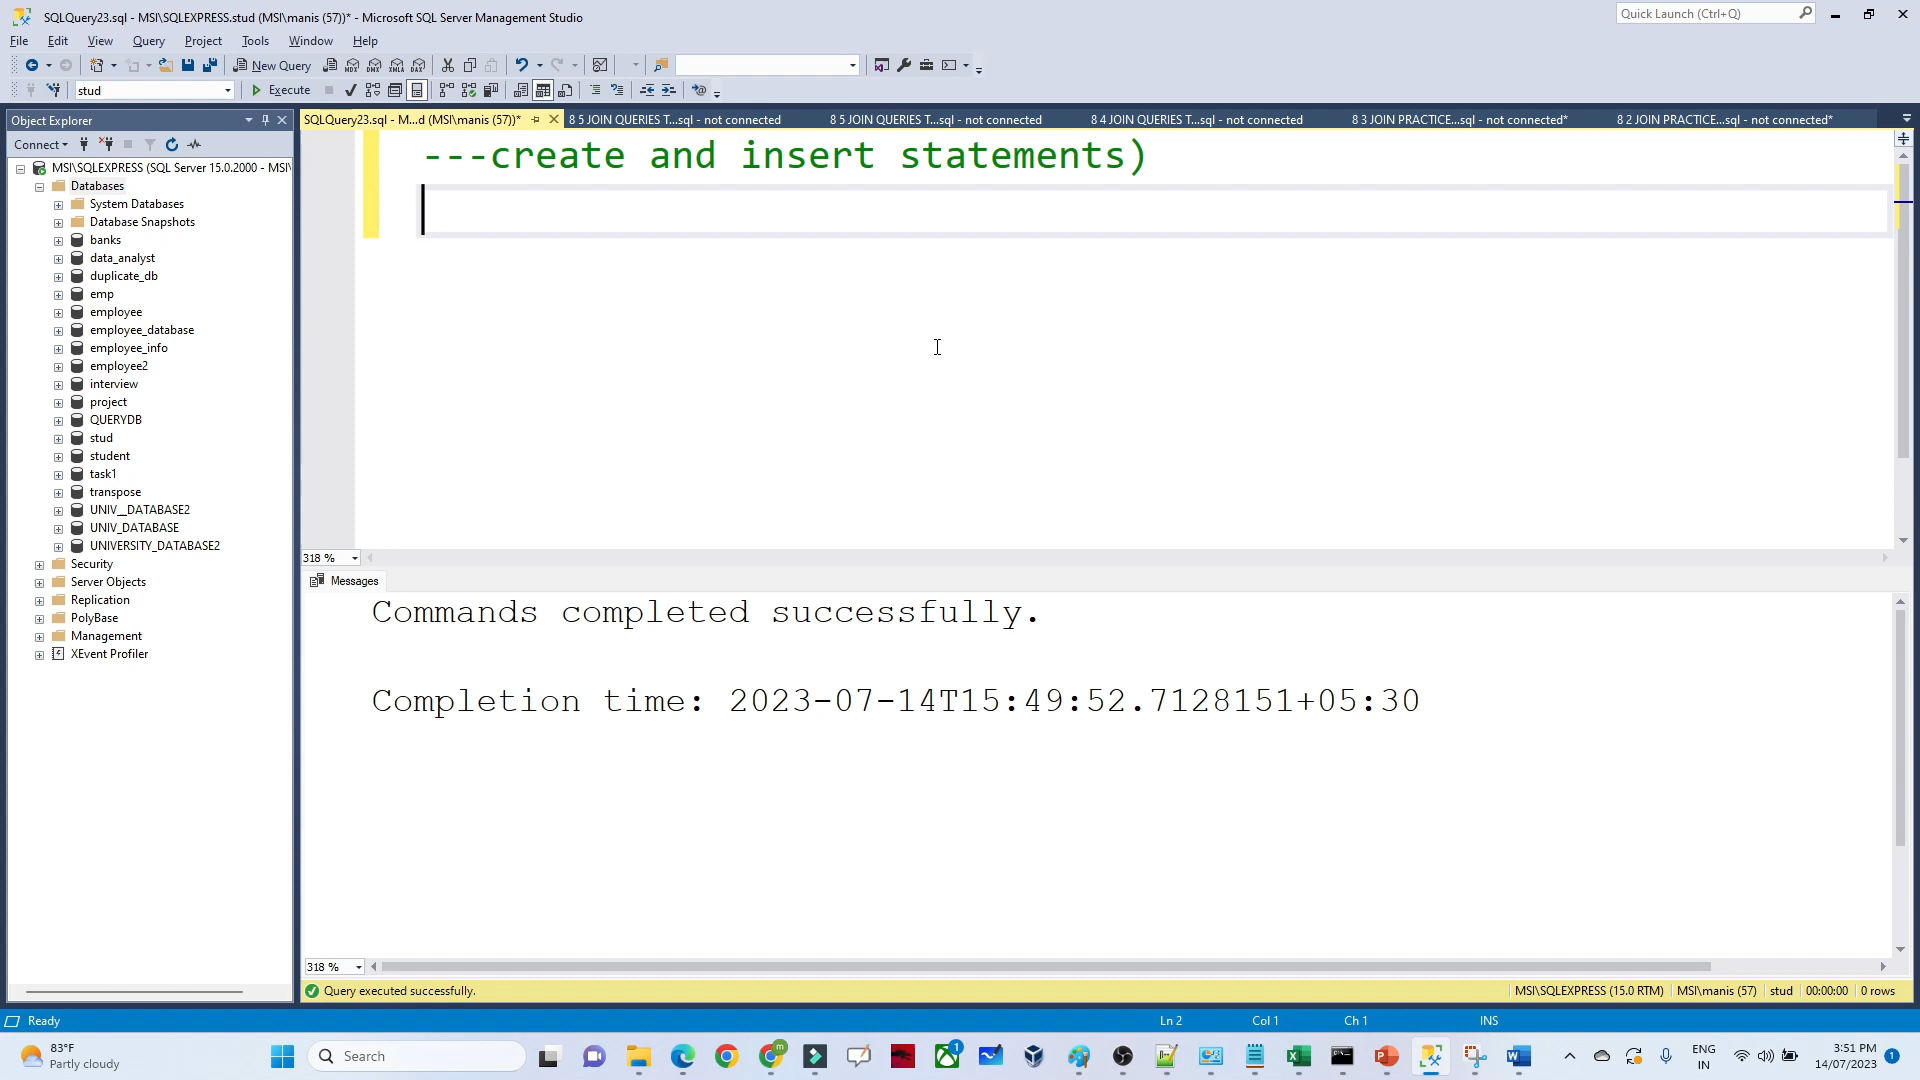 SQLQuery23.sql - MSI\SQLEXPRESS.stud (MSI\manis (57))* - Microsoft SQL Server Management Studio
Quick Launch (Ctrl+Q)
File Edit View Query Project Tools Window Help
New Query
stud
Execute
Object Explorer
SQLQuery23.sql - M...d (MSI\manis (57))*
8 5 JOIN QUERIES T...sql - not connected
8 5 JOIN QUERIES T...sql - not connected
8 4 JOIN QUERIES T...sql - not connected
8 3 JOIN PRACTICE...sql - not connected*
8 2 JOIN PRACTICE...sql - not connected*
Connect
MSI\SQLEXPRESS (SQL Server 15.0.2000 - MSI\
Databases
System Databases
Database Snapshots
banks
data_analyst
duplicate_db
emp
employee
employee_database
employee_info
employee2
interview
project
QUERYDB
stud
student
task1
transpose
UNIV__DATABASE2
UNIV_DATABASE
UNIVERSITY_DATABASE2
Security
Server Objects
Replication
PolyBase
Management
XEvent Profiler
---create and insert statements)
318 %
Messages
Commands completed successfully.
Completion time: 2023-07-14T15:49:52.7128151+05:30
318 %
Query executed successfully.
MSI\SQLEXPRESS (15.0 RTM) MSI\manis (57) stud 00:00:00 0 rows
Ready
Ln 2 Col 1 Ch 1 INS
83°F
Partly cloudy
Search
ENG
IN
3:51 PM
14/07/2023